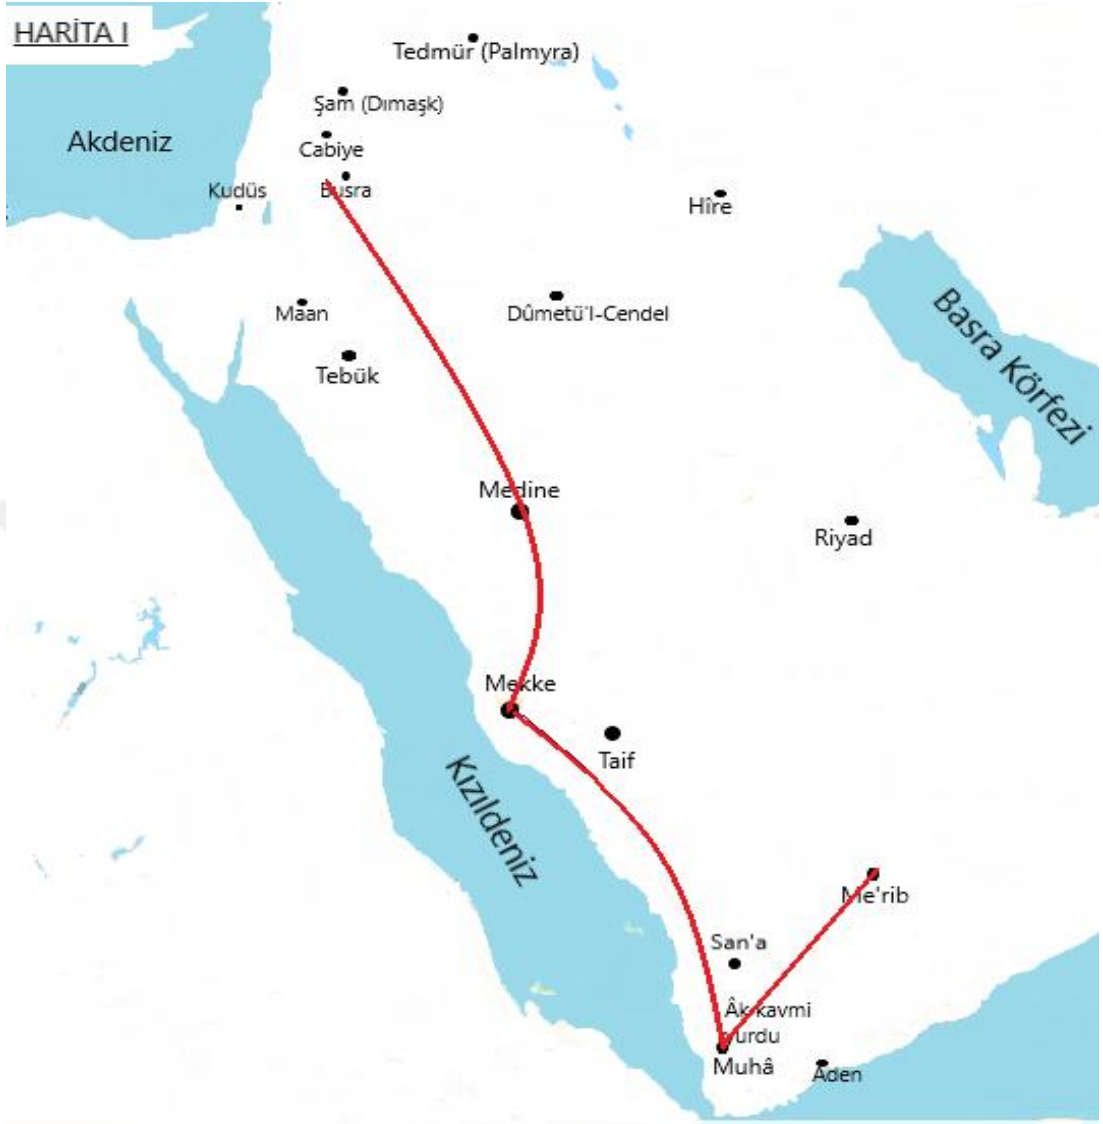 HARİTA I
Tedmür (Palmyra)
Şam (Dımaşk)
Akdeniz
Cabiye
Kudüs
Busra
Hîre
Maan
Dûmetü'l-Cendel
Basra Körfezi
Tebük
Medine
Riyad
Mekke
Taif
Kızıldeniz
Me'rib
San'a
Âk kavmi
yurdu
Muhâ
Aden